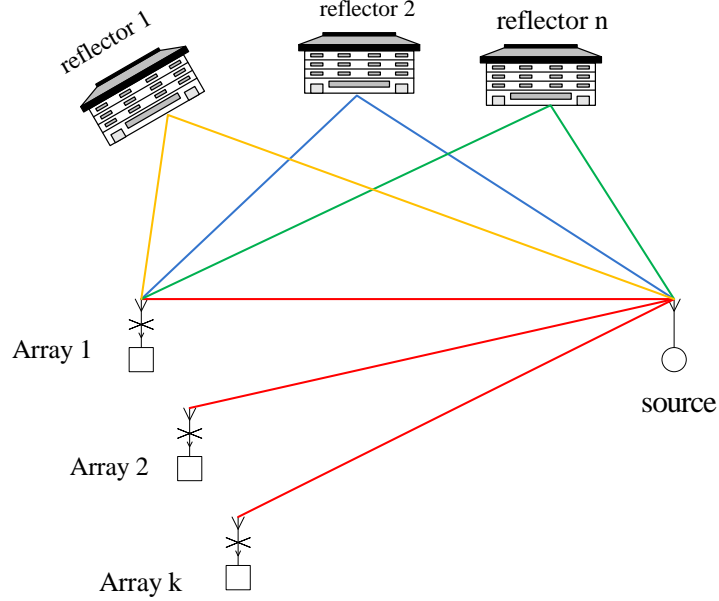 reflector 1
reflector 2
reflector n
Array 1
source
Array 2
Array k